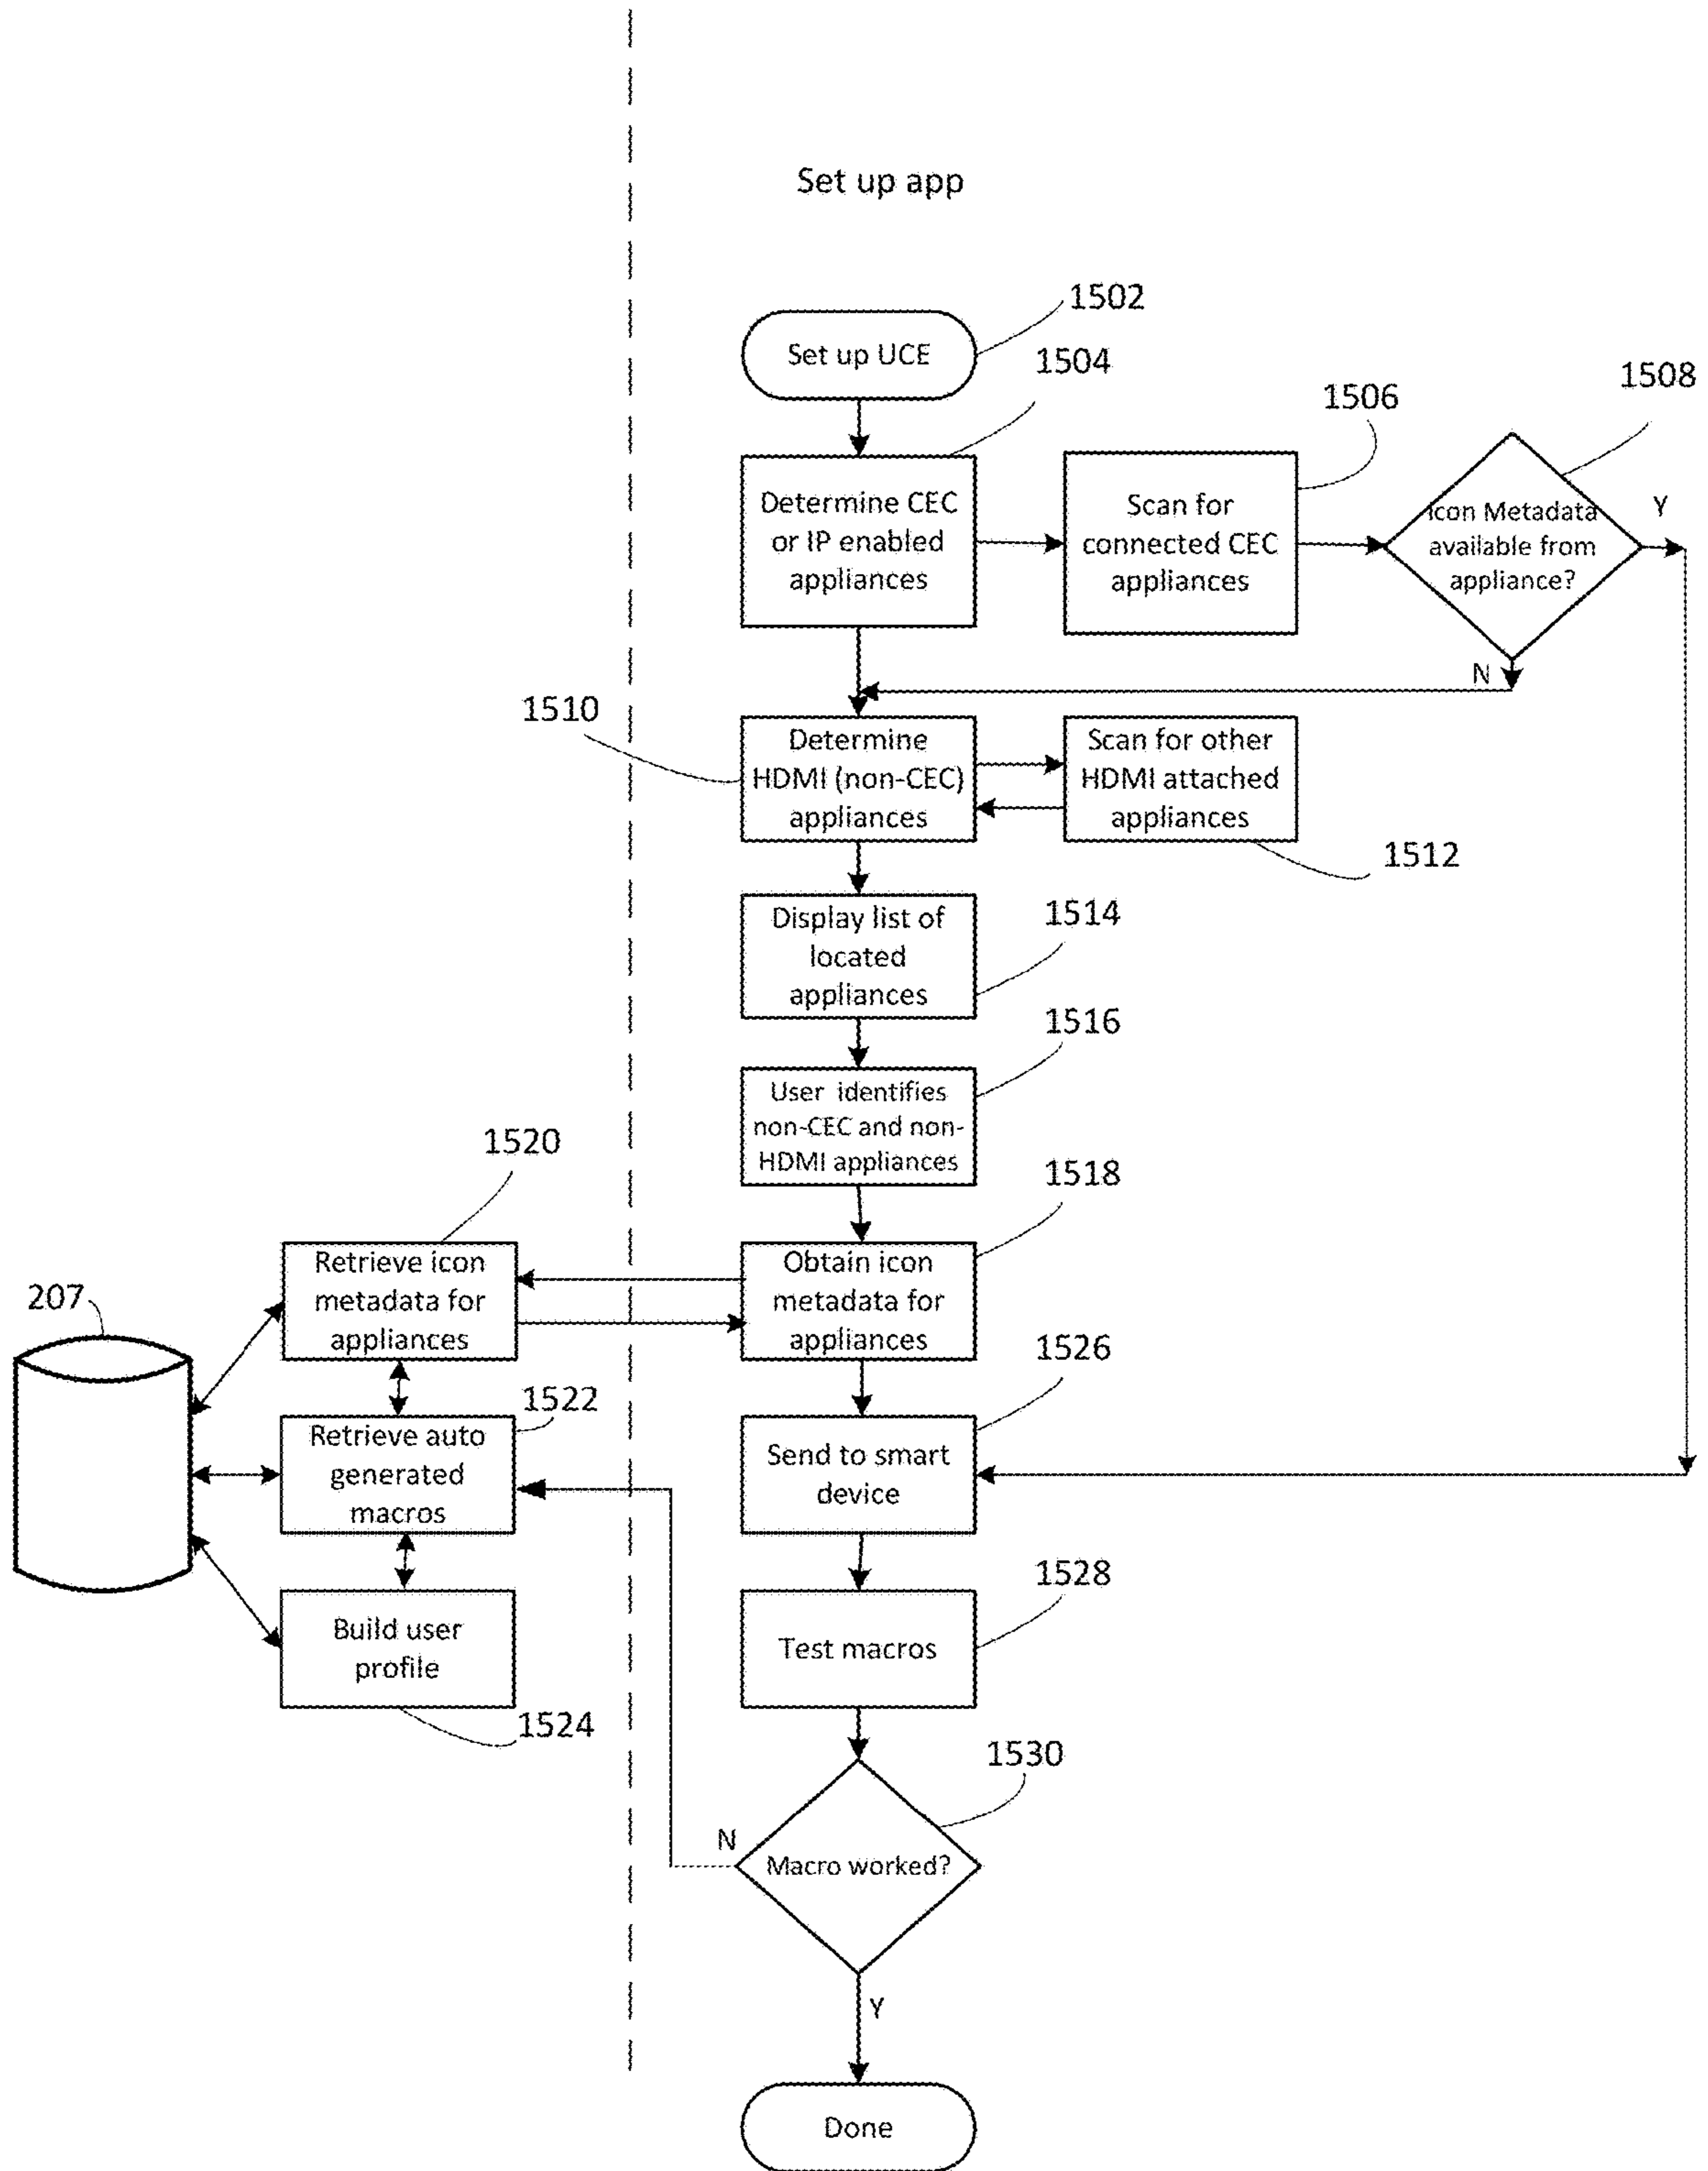 Set up app
1502
Set up UCE
1504
1506
1508
Determine CEC
or IP enabled
appliances
Scan for
connected CEC
appliances
Icon Metadata
available from
appliance?
Y
N
1510
Determine
HDMI (non-CEC)
appliances
Scan for other
HDMI attached
appliances
1512
Display list of
located
appliances
1514
1516
User identifies
non-CEC and non-
HDMI appliances
1520
1518
Retrieve icon
metadata for
appliances
Obtain icon
metadata for
appliances
207
1526
1522
Retrieve auto
generated
macros
Send to smart
device
1528
Build user
profile
Test macros
1524
1530
N
Macro worked?
Y
Done